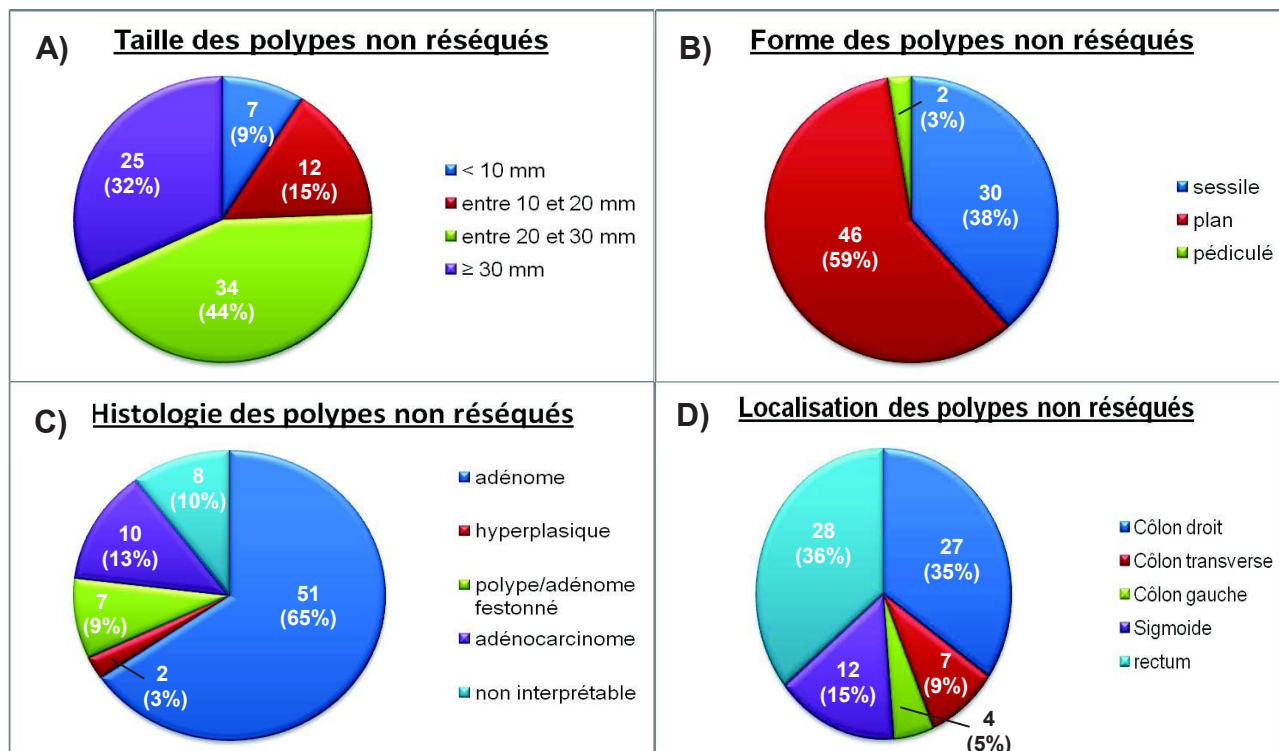 A)
Taille des polypes non réséqués
7
(9%)
12
(15%)
34
(44%)
25
(32%)
< 10 mm
entre 10 et 20 mm
entre 20 et 30 mm
≥ 30 mm
B)
Forme des polypes non réséqués
2
(3%)
30
(38%)
46
(59%)
sessile
plan
pédiculé
C)
Histologie des polypes non réséqués
8
(10%)
10
(13%)
7
(9%)
2
(3%)
51
(65%)
adénome
hyperplasique
polype/adénome
festonné
adénocarcinome
non interprétable
D)
Localisation des polypes non réséqués
28
(36%)
27
(35%)
12
(15%)
7
(9%)
4
(5%)
Côlon droit
Côlon transverse
Côlon gauche
Sigmoide
rectum